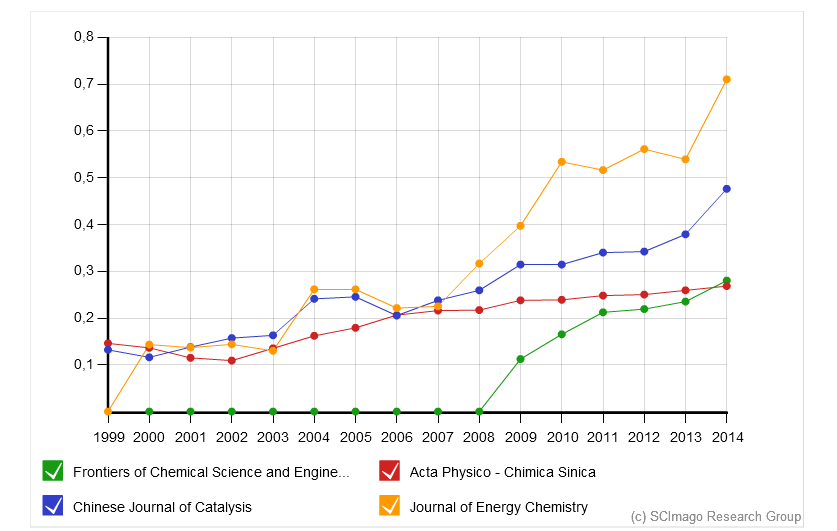 0,8
0,7
0,6
0,5
0,4
0,3
0,2
0,1
1999 2000 2001 2002 2003 2004 2005 2006 2007 2008 2009 2010 2011 2012 2013 2014
Frontiers of Chemical Science and Engine... Acta Physico - Chimica Sinica
Chinese Journal of Catalysis Journal of Energy Chemistry
(c) SCImago Research Group